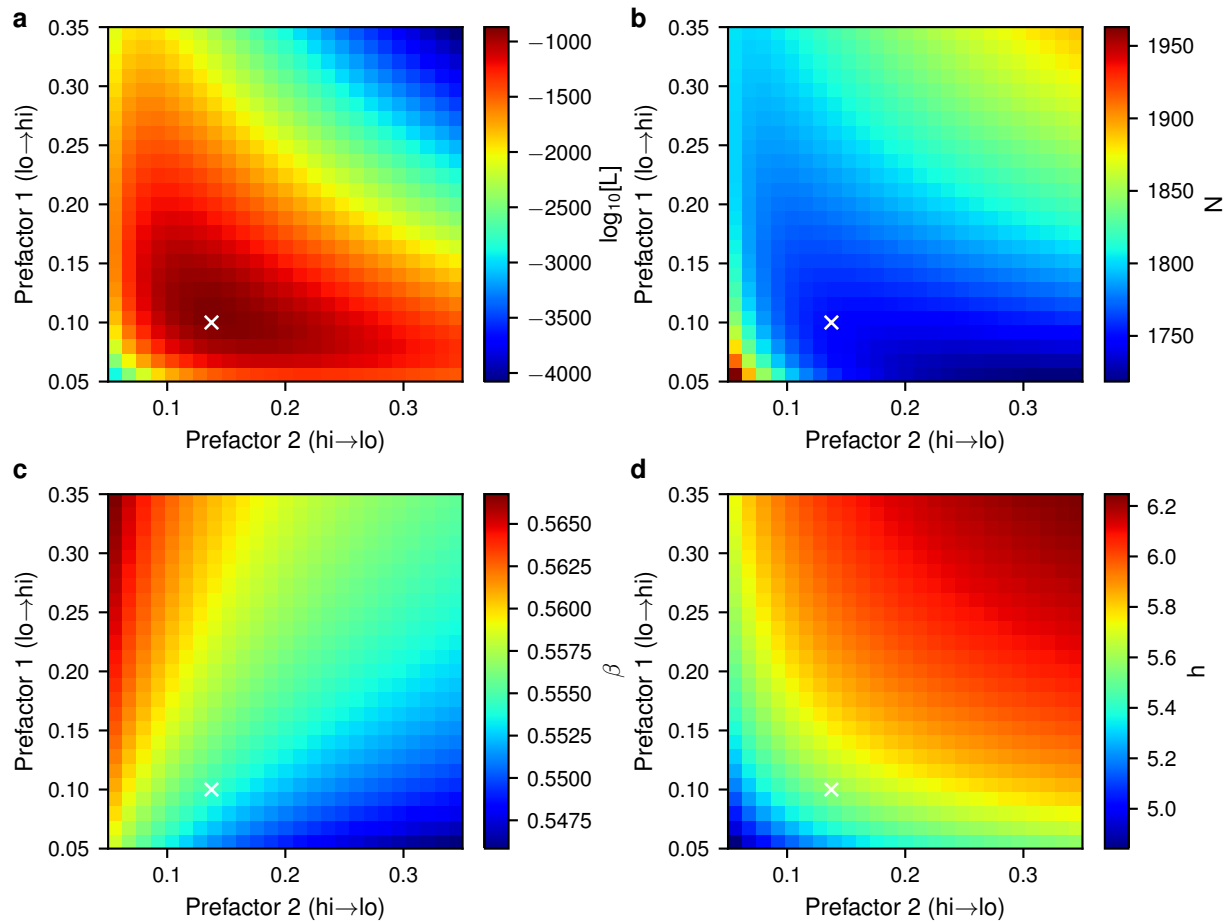 a
0.35
0.30
0.25
0.20
0.15
0.10
0.05
Prefactor 1 (lo→hi)
0.1 0.2 0.3
Prefactor 2 (hi→lo)
−1000
−1500
−2000
−2500
−3000
−3500
−4000
log₁₀[L]
b
0.35
0.30
0.25
0.20
0.15
0.10
0.05
Prefactor 1 (lo→hi)
0.1 0.2 0.3
Prefactor 2 (hi→lo)
1950
1900
1850
1800
1750
N
c
0.35
0.30
0.25
0.20
0.15
0.10
0.05
Prefactor 1 (lo→hi)
0.1 0.2 0.3
Prefactor 2 (hi→lo)
0.5650
0.5625
0.5600
0.5575
0.5550
0.5525
0.5500
0.5475
β
d
0.35
0.30
0.25
0.20
0.15
0.10
0.05
Prefactor 1 (lo→hi)
0.1 0.2 0.3
Prefactor 2 (hi→lo)
6.2
6.0
5.8
5.6
5.4
5.2
5.0
h